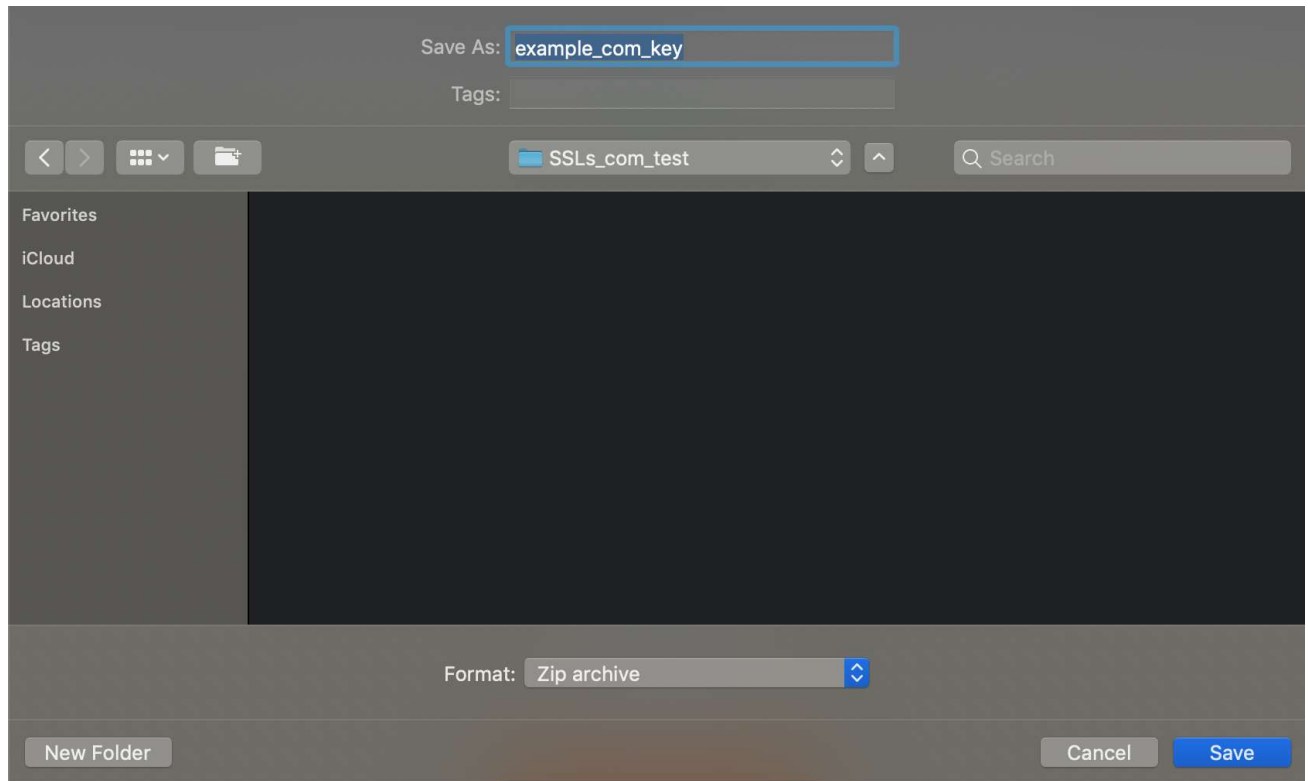 Save As: example_com_key
Tags:
SSLs_com_test
Search
Favorites
iCloud
Locations
Tags
Format: Zip archive
New Folder
Cancel
Save